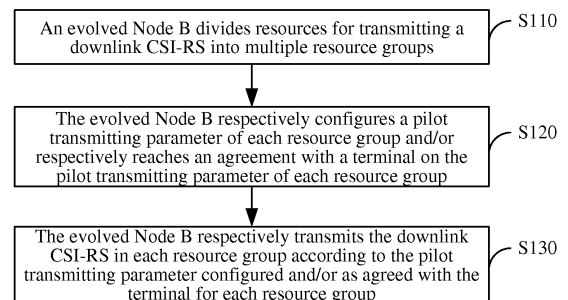 An evolved Node B divides resources for transmitting a
downlink CSI-RS into multiple resource groups
S110
The evolved Node B respectively configures a pilot
transmitting parameter of each resource group and/or
respectively reaches an agreement with a terminal on the
pilot transmitting parameter of each resource group
S120
The evolved Node B respectively transmits the downlink
CSI-RS in each resource group according to the pilot
transmitting parameter configured and/or as agreed with the
terminal for each resource group
S130